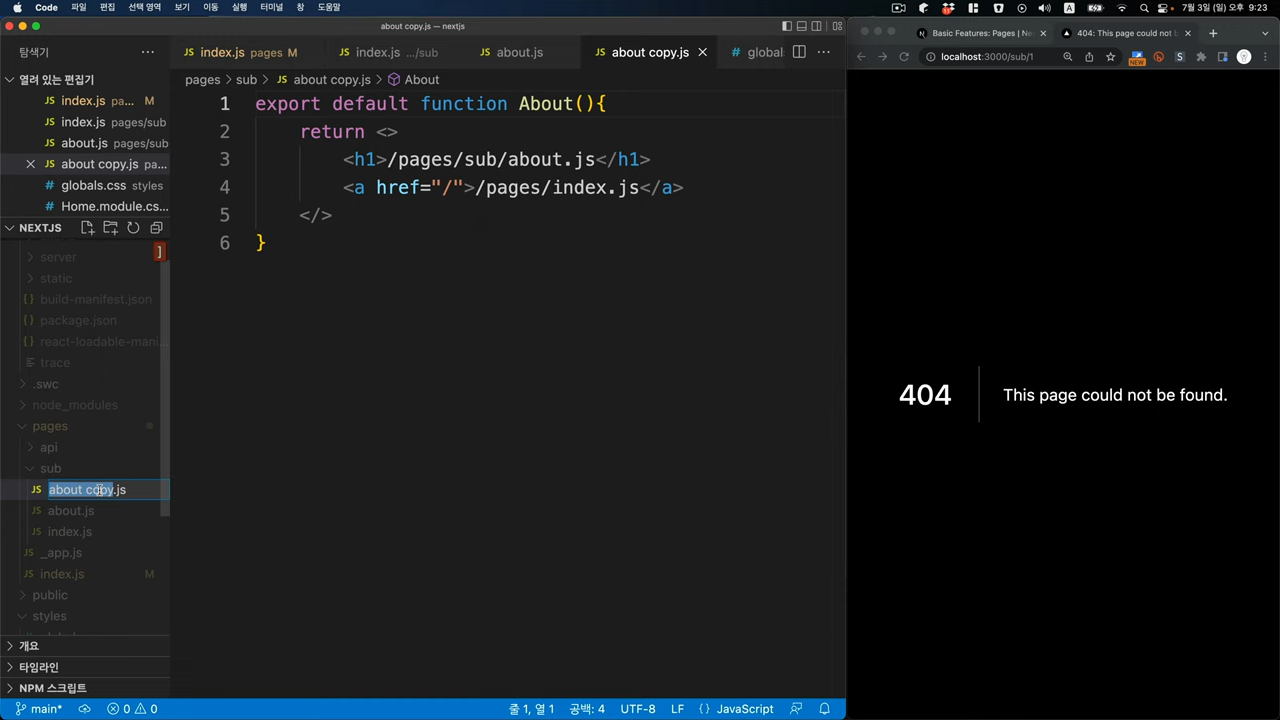 Code 파일 편집 선택 영역 보기 이동 실행 터미널 창 도움말
A
7월 3일 (일) 오후 9:23
about copy.js — nextjs
탐색기 ...
열려 있는 편집기
index.js pa... M
index.js pages/sub
about.js pages/sub
about copy.js pa...
globals.css styles
Home.module.cs...
NEXTJS
server
static
build-manifest.json
package.json
react-loadable-mani...
trace
.swc
node_modules
pages
api
sub
about copy.js
about.js
index.js
_app.js
index.js M
public
styles
개요
타임라인
NPM 스크립트
index.js pages M
index.js .../sub
about.js
about copy.js
global
pages > sub > JS about copy.js > About
1 export default function About(){
2 return <>
3 <h1>/pages/sub/about.js</h1>
4 <a href="/">/pages/index.js</a>
5 </>
6 }
main* 0 0 줄 1, 열 1 공백: 4 UTF-8 LF {} JavaScript
Basic Features: Pages | Ne
404: This page could not b
localhost:3000/sub/1
NEW
404 This page could not be found.